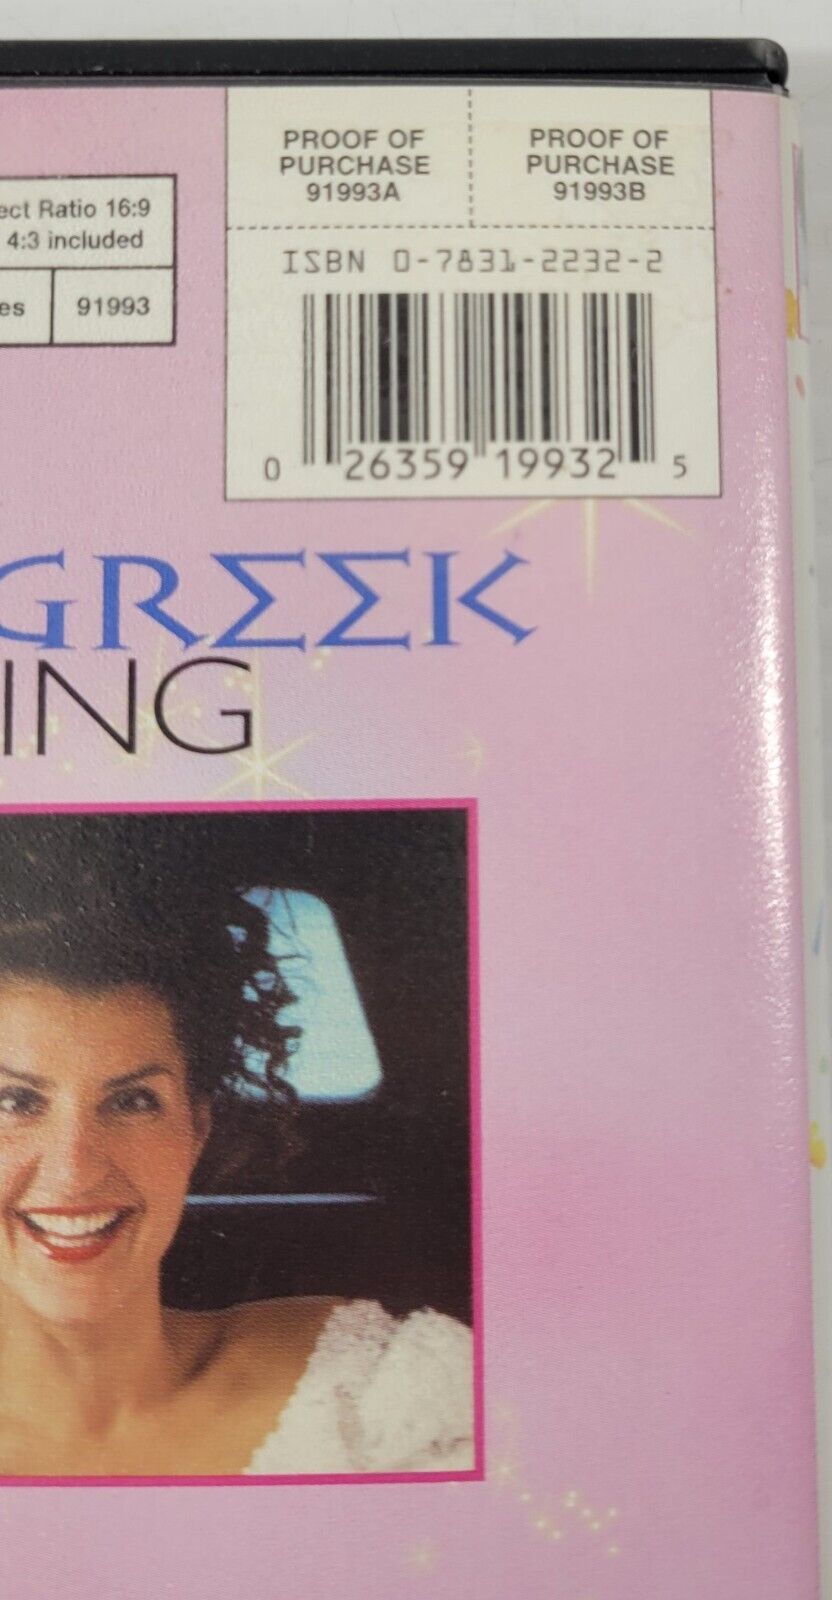 PROOF OF
PURCHASE
91993A
PROOF OF
PURCHASE
91993B
ect Ratio 16:9
4:3 included
es
91993
ISBN 0-7831-2232-2
0 26359 19932 5
GRΣΣK
ING